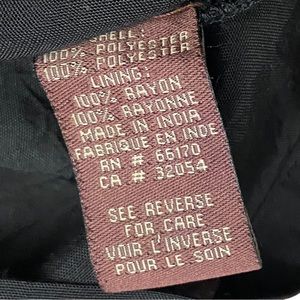 SHELL:
100% POLYESTER
100% POLYESTER
LINING:
100% RAYON
100% RAYONNE
MADE IN INDIA
FABRIQUE EN INDE
RN # 66170
CA # 32054
SEE REVERSE
FOR CARE
VOIR L'INVERSE
POUR LE SOIN